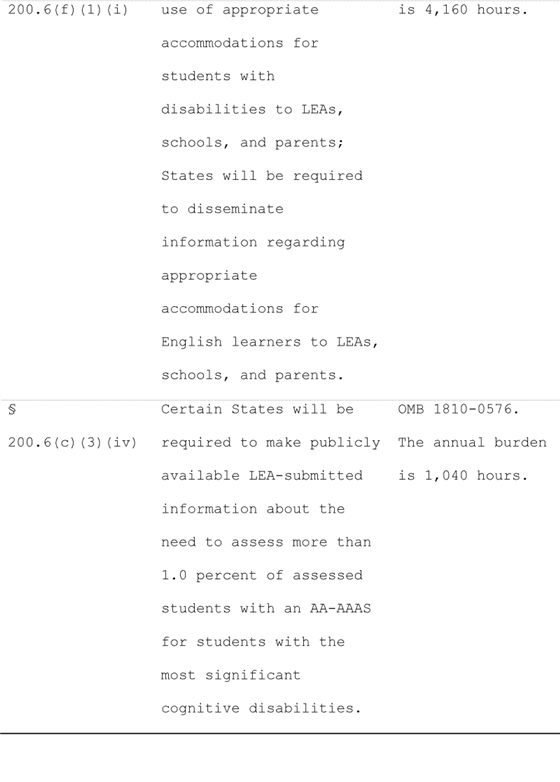 200.6(f)(1)(i) use of appropriate is 4,160 hours.
accommodations for
students with
disabilities to LEAs,
schools, and parents;
States will be required
to disseminate
information regarding
appropriate
accommodations for
English learners to LEAs,
schools, and parents.
§ Certain States will be OMB 1810-0576.
200.6(c)(3)(iv) required to make publicly The annual burden
available LEA-submitted is 1,040 hours.
information about the
need to assess more than
1.0 percent of assessed
students with an AA-AAAS
for students with the
most significant
cognitive disabilities.